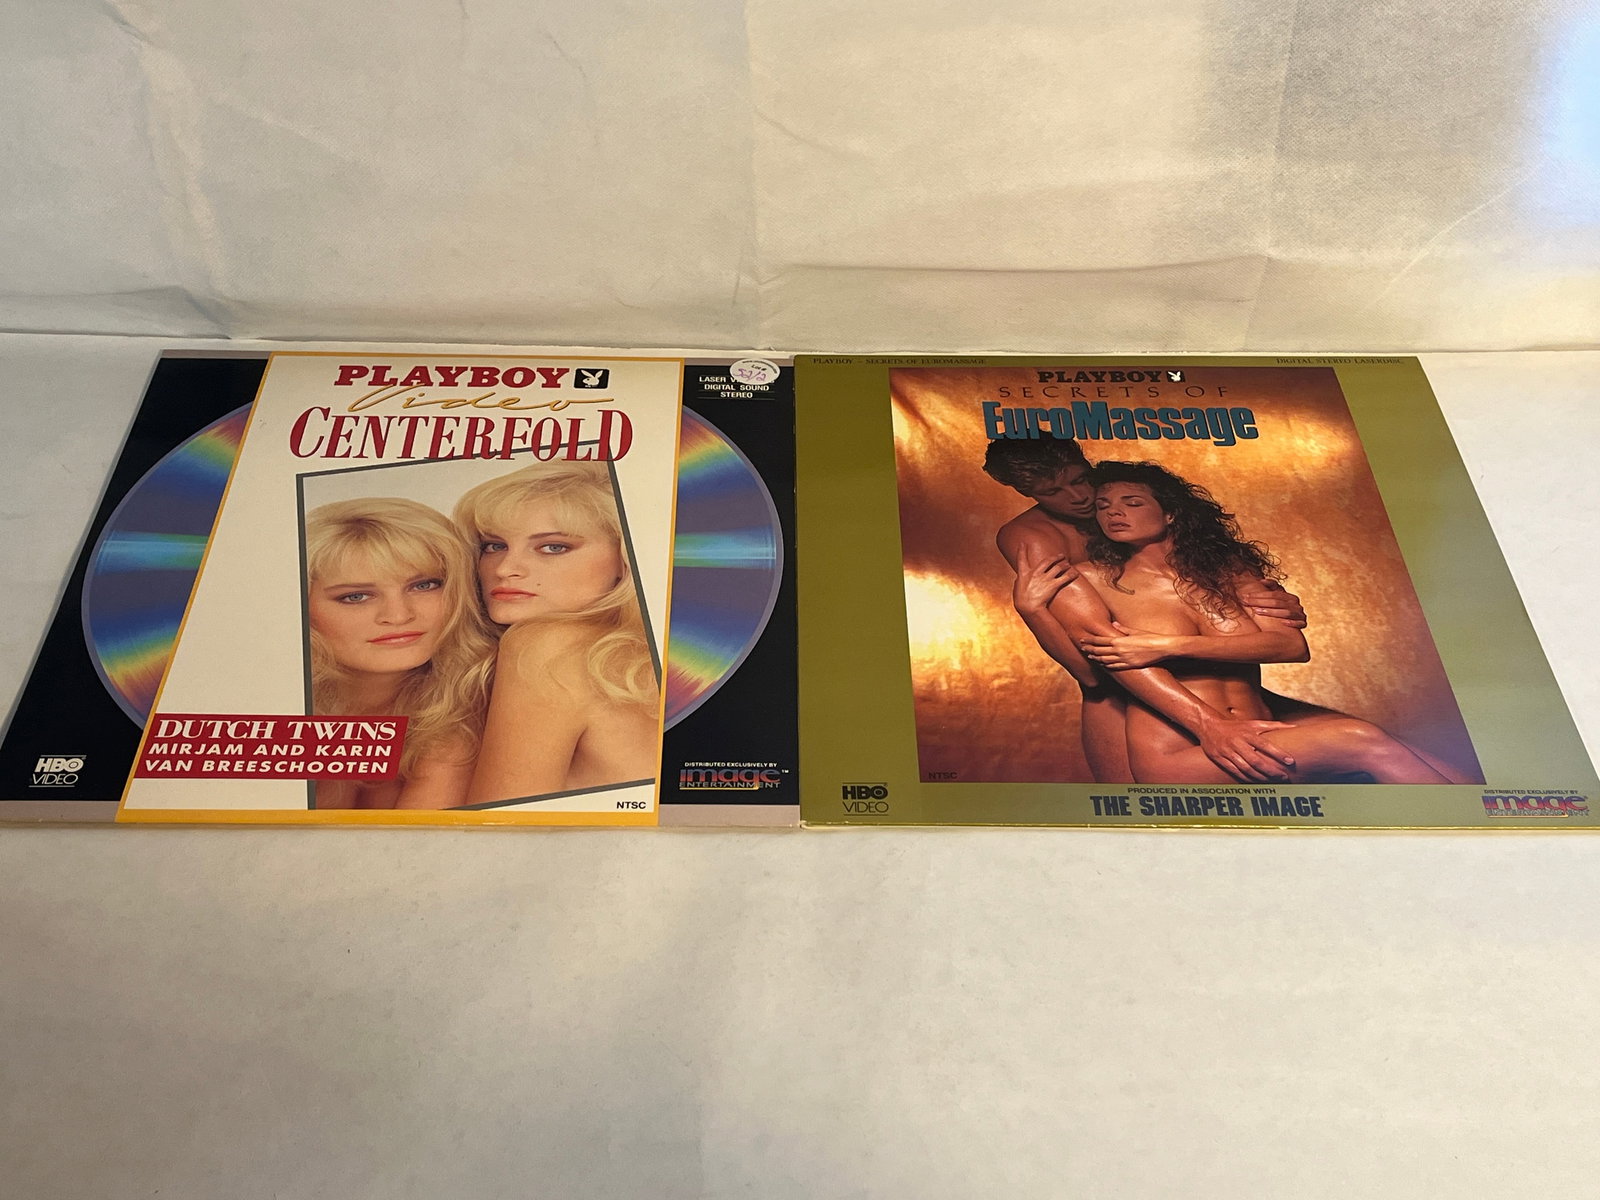 PLAYBOY
Video
CENTERFOLD
DIGITAL SOUND
STEREO
DUTCH TWINS
MIRJAM AND KARIN
VAN BREESCHOOTEN
HBO
VIDEO
NTSC
DISTRIBUTED EXCLUSIVELY BY
image™
ENTERTAINMENT
PLAYBOY – SECRETS OF EUROMASSAGE
DIGITAL STEREO LASERDISC
PLAYBOY
SECRETS OF
EuroMassage
NTSC
HBO
VIDEO
PRODUCED IN ASSOCIATION WITH
THE SHARPER IMAGE
DISTRIBUTED EXCLUSIVELY BY
image
ENTERTAINMENT